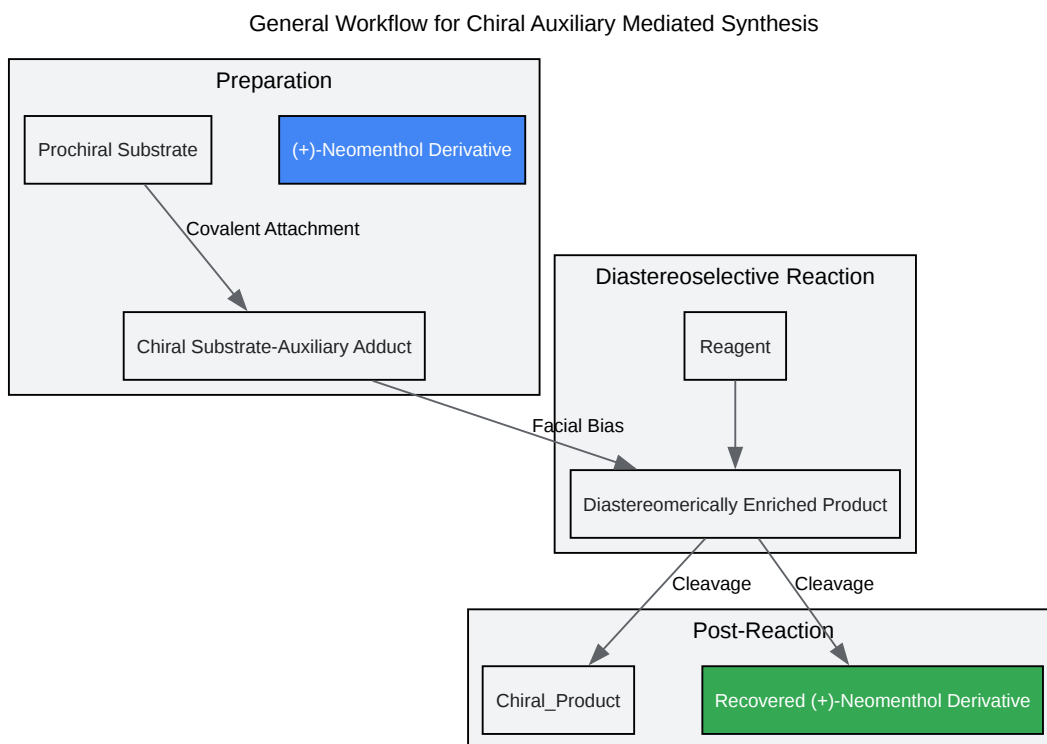 General Workflow for Chiral Auxiliary Mediated Synthesis
Preparation
Prochiral Substrate
(+)-Neomenthol Derivative
Covalent Attachment
Chiral Substrate-Auxiliary Adduct
Diastereoselective Reaction
Reagent
Facial Bias
Diastereomerically Enriched Product
Cleavage
Cleavage
Post-Reaction
Chiral_Product
Recovered (+)-Neomenthol Derivative